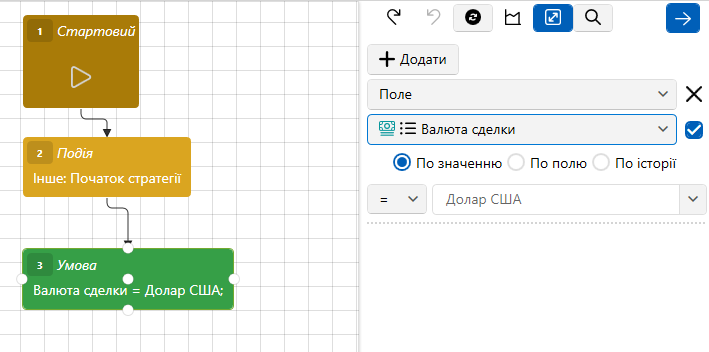 1 Стартовий
2 Подія
Інше: Початок стратегії
3 Умова
Валюта сделки = Долар США;
Додати
Поле
Валюта сделки
По значенню По полю По історії
= Долар США